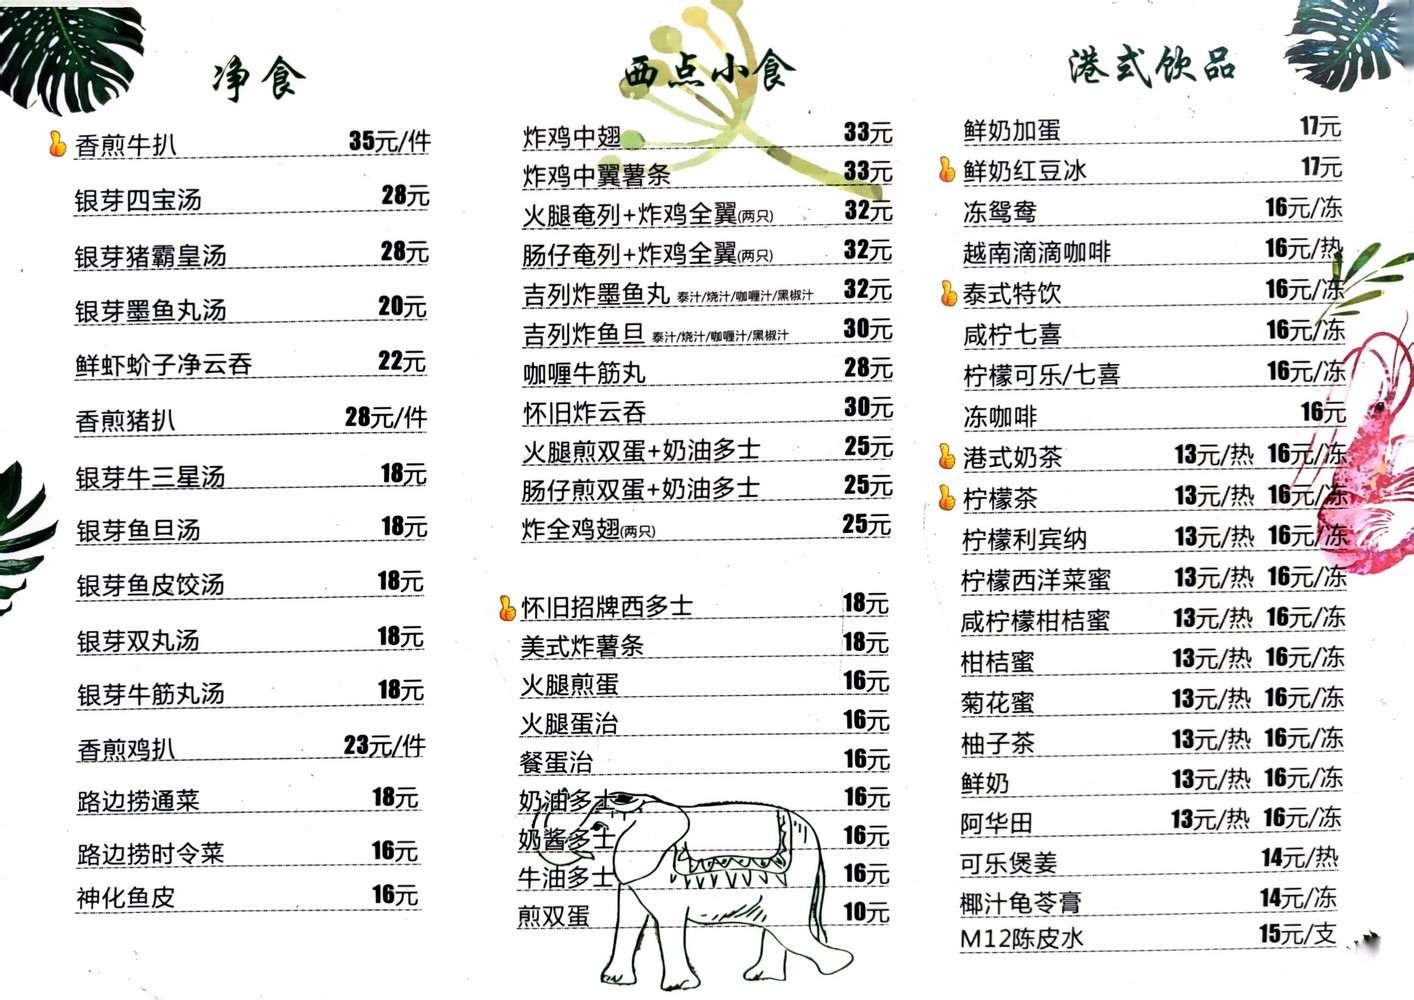 净食
香煎牛扒 35元/件
银芽四宝汤 28元
银芽猪霸皇汤 28元
银芽墨鱼丸汤 20元
鲜虾蚧子净云吞 22元
香煎猪扒 28元/件
银芽牛三星汤 18元
银芽鱼旦汤 18元
银芽鱼皮饺汤 18元
银芽双丸汤 18元
银芽牛筋丸汤 18元
香煎鸡扒 23元/件
路边捞通菜 18元
路边捞时令菜 16元
神化鱼皮 16元
西点小食
炸鸡中翅 33元
炸鸡中翼薯条 33元
火腿奄列+炸鸡全翼(两只) 32元
肠仔奄列+炸鸡全翼(两只) 32元
吉列炸墨鱼丸 泰汁/烧汁/咖喱汁/黑椒汁 32元
吉列炸鱼旦 泰汁/烧汁/咖喱汁/黑椒汁 30元
咖喱牛筋丸 28元
怀旧炸云吞 30元
火腿煎双蛋+奶油多士 25元
肠仔煎双蛋+奶油多士 25元
炸全鸡翅(两只) 25元
怀旧招牌西多士 18元
美式炸薯条 18元
火腿煎蛋 16元
火腿蛋治 16元
餐蛋治 16元
奶油多士 16元
奶酱多士 16元
牛油多士 16元
煎双蛋 10元
港式饮品
鲜奶加蛋 17元
鲜奶红豆冰 17元
冻鸳鸯 16元/冻
越南滴滴咖啡 16元/热
泰式特饮 16元/冻
咸柠七喜 16元/冻
柠檬可乐/七喜 16元/冻
冻咖啡 16元
港式奶茶 13元/热 16元/冻
柠檬茶 13元/热 16元/冻
柠檬利宾纳 13元/热 16元/冻
柠檬西洋菜蜜 13元/热 16元/冻
咸柠檬柑桔蜜 13元/热 16元/冻
柑桔蜜 13元/热 16元/冻
菊花蜜 13元/热 16元/冻
柚子茶 13元/热 16元/冻
鲜奶 13元/热 16元/冻
阿华田 13元/热 16元/冻
可乐煲姜 14元/热
椰汁龟苓膏 14元/冻
M12陈皮水 15元/支